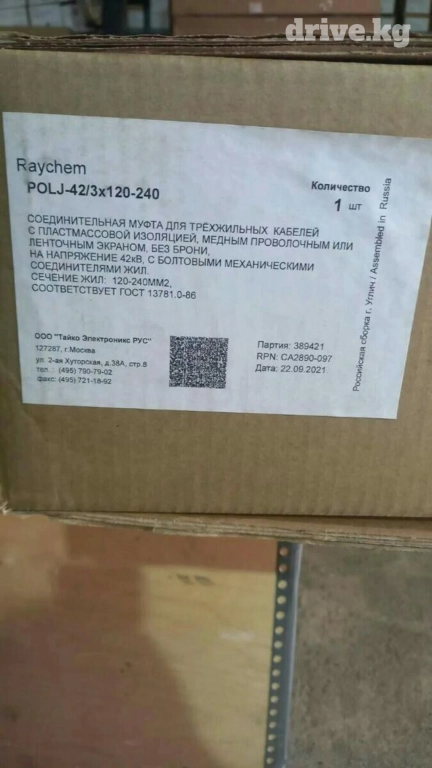 drive.kg
Raychem
POLJ-42/3x120-240
Количество
1 шт
СОЕДИНИТЕЛЬНАЯ МУФТА ДЛЯ ТРЁХЖИЛЬНЫХ КАБЕЛЕЙ
С ПЛАСТМАССОВОЙ ИЗОЛЯЦИЕЙ, МЕДНЫМ ПРОВОЛОЧНЫМ ИЛИ
ЛЕНТОЧНЫМ ЭКРАНОМ. БЕЗ БРОНИ,
НА НАПРЯЖЕНИЕ 42кВ, С БОЛТОВЫМИ МЕХАНИЧЕСКИМИ
СОЕДИНИТЕЛЯМИ ЖИЛ.
СЕЧЕНИЕ ЖИЛ: 120-240ММ2,
СООТВЕТСТВУЕТ ГОСТ 13781.0-86
ООО "Тайко Электроникс РУС"
127287, г.Москва
ул. 2-ая Хуторская, д.38А, стр.8
тел. : (495) 790-79-02
факс: (495) 721-18-92
Партия: 389421
RPN: CA2890-097
Дата: 22.09.2021
Российская сборка г. Углич / Assembled in Russia